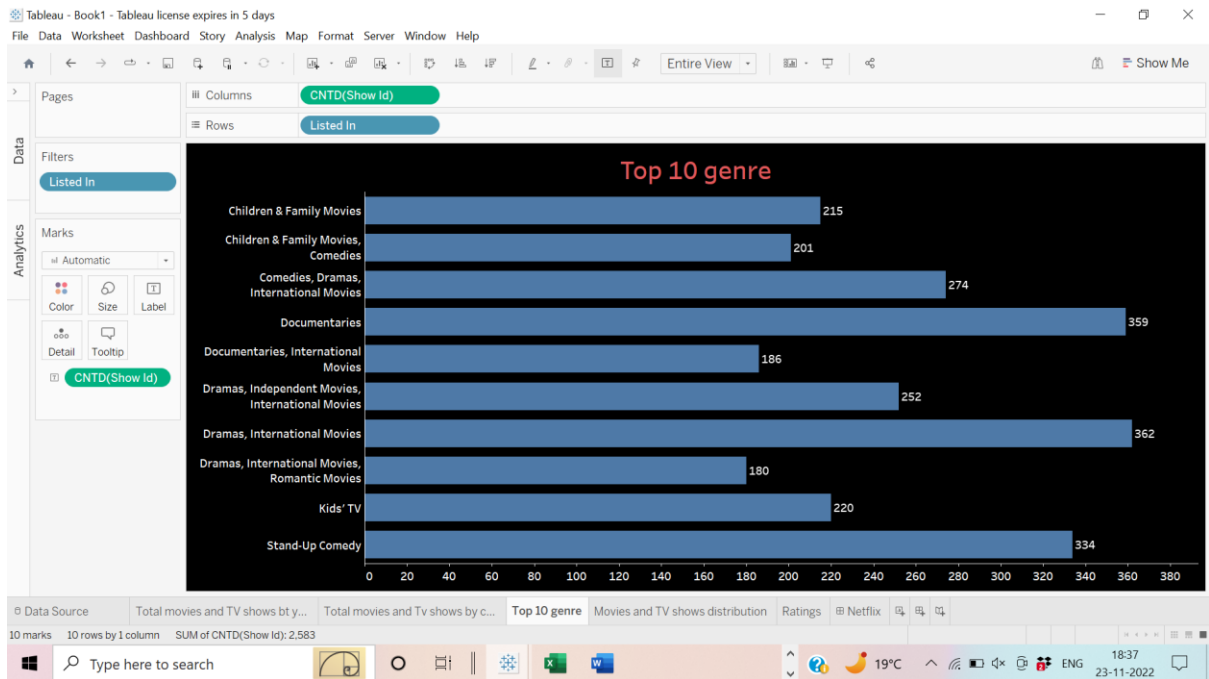 Tableau - Book1 - Tableau license expires in 5 days
File Data Worksheet Dashboard Story Analysis Map Format Server Window Help
Entire View
Show Me
Data
Analytics
Pages
Filters
Listed In
Marks
Automatic
Color Size Label
Detail Tooltip
CNTD(Show Id)
Columns CNTD(Show Id)
Rows Listed In
Top 10 genre
Children & Family Movies 215
Children & Family Movies,
Comedies 201
Comedies, Dramas,
International Movies 274
Documentaries 359
Documentaries, International
Movies 186
Dramas, Independent Movies,
International Movies 252
Dramas, International Movies 362
Dramas, International Movies,
Romantic Movies 180
Kids' TV 220
Stand-Up Comedy 334
0 20 40 60 80 100 120 140 160 180 200 220 240 260 280 300 320 340 360 380
Data Source Total movies and TV shows bt y... Total movies and Tv shows by c... Top 10 genre Movies and TV shows distribution Ratings Netflix
10 marks 10 rows by 1 column SUM of CNTD(Show Id): 2,583
Type here to search
19°C
ENG
18:37
23-11-2022